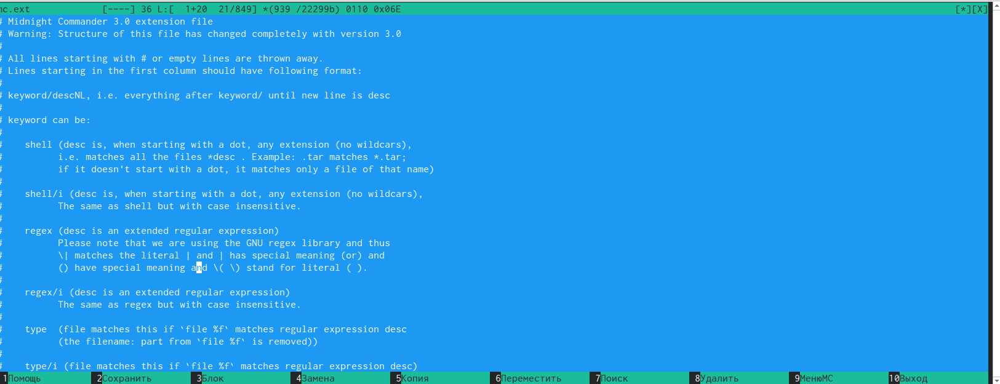 mc.ext [----] 36 L:[ 1+20 21/849] *(939 /22299b) 0110 0x06E [*][X]
# Midnight Commander 3.0 extension file
# Warning: Structure of this file has changed completely with version 3.0
#
# All lines starting with # or empty lines are thrown away.
# Lines starting in the first column should have following format:
#
# keyword/descNL, i.e. everything after keyword/ until new line is desc
#
# keyword can be:
#
#    shell (desc is, when starting with a dot, any extension (no wildcars),
#          i.e. matches all the files *desc . Example: .tar matches *.tar;
#          if it doesn't start with a dot, it matches only a file of that name)
#
#    shell/i (desc is, when starting with a dot, any extension (no wildcars),
#          The same as shell but with case insensitive.
#
#    regex (desc is an extended regular expression)
#          Please note that we are using the GNU regex library and thus
#          \| matches the literal | and | has special meaning (or) and
#          () have special meaning and \( \) stand for literal ( ).
#
#    regex/i (desc is an extended regular expression)
#          The same as regex but with case insensitive.
#
#    type  (file matches this if `file %f` matches regular expression desc
#          (the filename: part from `file %f` is removed))
#
#    type/i (file matches this if `file %f` matches regular expression desc)
1Помощь 2Сохранить 3Блок 4Замена 5Копия 6Переместить 7Поиск 8Удалить 9МенюMC 10Выход